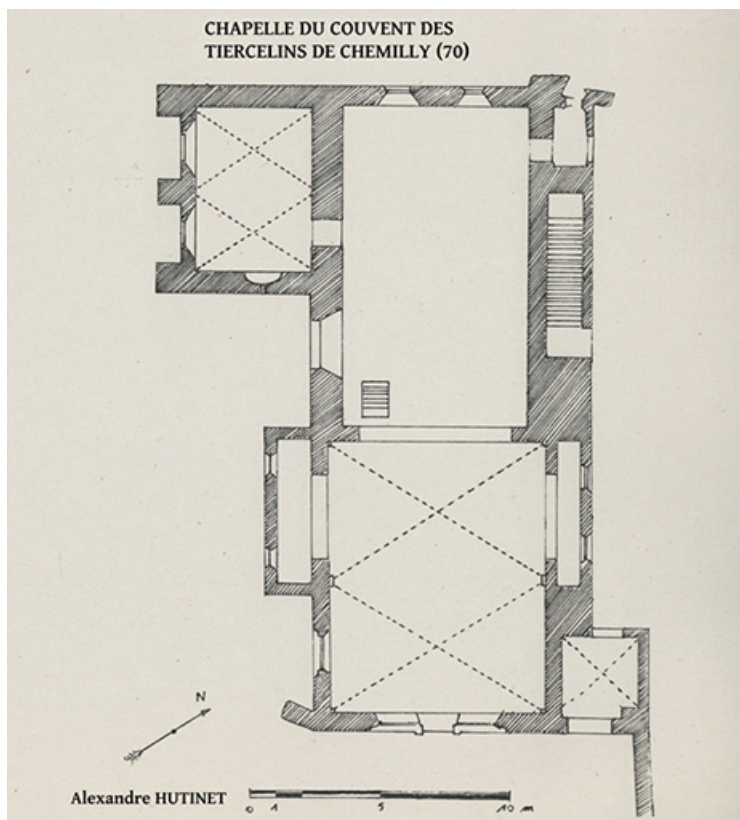 CHAPELLE DU COUVENT DES
TIERCELINS DE CHEMILLY (70)
N
Alexandre HUTINET
0 1 5 10 m